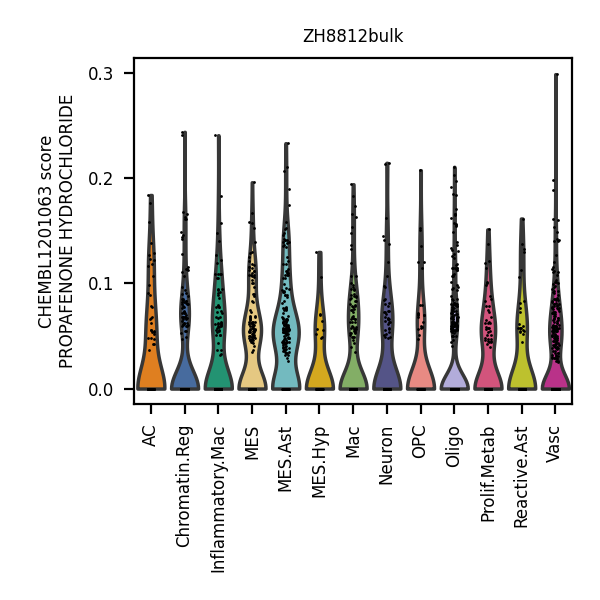 ZH8812bulk
CHEMBL1201063 score
PROPAFENONE HYDROCHLORIDE
0.3
0.2
0.1
0.0
AC
Chromatin.Reg
Inflammatory.Mac
MES
MES.Ast
MES.Hyp
Mac
Neuron
OPC
Oligo
Prolif.Metab
Reactive.Ast
Vasc